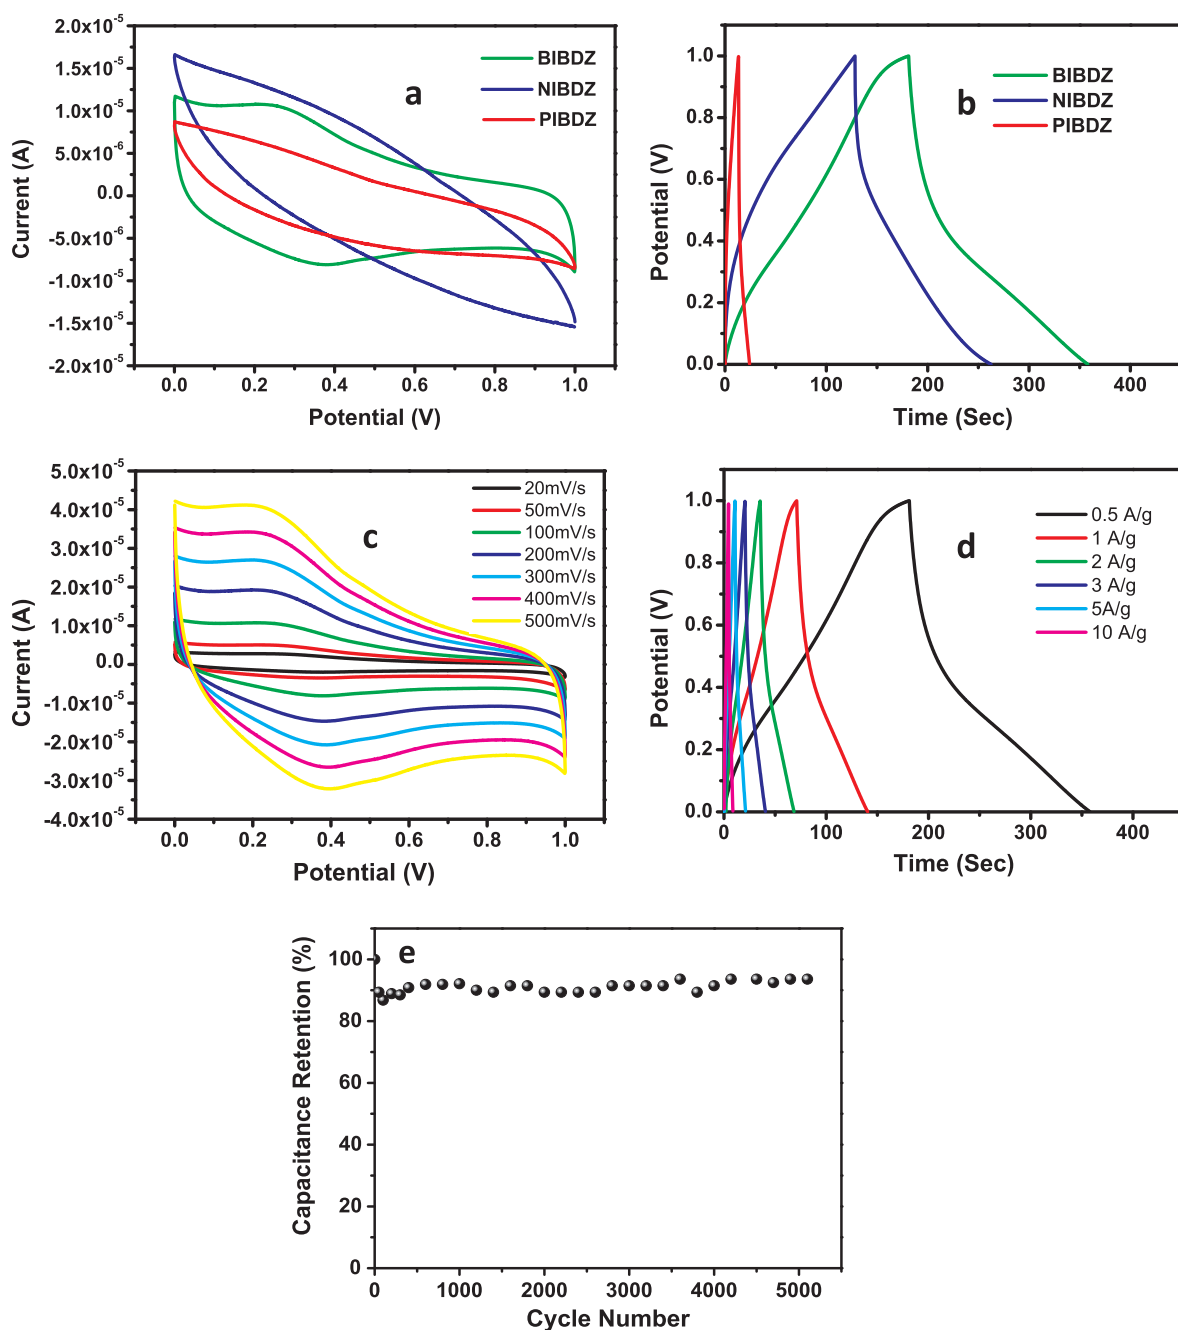 a
BIBDZ
NIBDZ
PIBDZ
2.0x10⁻⁵
1.5x10⁻⁵
1.0x10⁻⁵
5.0x10⁻⁶
0.0
-5.0x10⁻⁶
-1.0x10⁻⁵
-1.5x10⁻⁵
-2.0x10⁻⁵
Current (A)
0.0 0.2 0.4 0.6 0.8 1.0
Potential (V)
b
BIBDZ
NIBDZ
PIBDZ
1.0
0.8
0.6
0.4
0.2
0.0
Potential (V)
0 100 200 300 400
Time (Sec)
c
20mV/s
50mV/s
100mV/s
200mV/s
300mV/s
400mV/s
500mV/s
5.0x10⁻⁵
4.0x10⁻⁵
3.0x10⁻⁵
2.0x10⁻⁵
1.0x10⁻⁵
0.0
-1.0x10⁻⁵
-2.0x10⁻⁵
-3.0x10⁻⁵
-4.0x10⁻⁵
Current (A)
0.0 0.2 0.4 0.6 0.8 1.0
Potential (V)
d
0.5 A/g
1 A/g
2 A/g
3 A/g
5A/g
10 A/g
1.0
0.8
0.6
0.4
0.2
0.0
Potential (V)
0 100 200 300 400
Time (Sec)
e
100
80
60
40
20
0
Capacitance Retention (%)
0 1000 2000 3000 4000 5000
Cycle Number